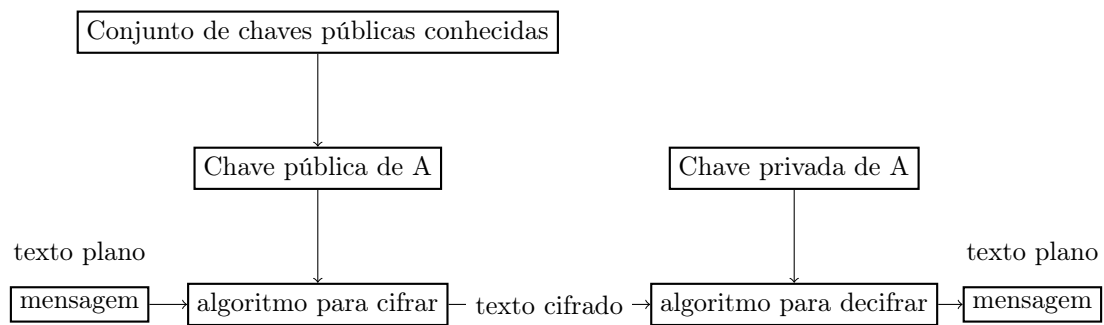 Conjunto de chaves públicas conhecidas
Chave pública de A
Chave privada de A
texto plano
texto plano
mensagem
algoritmo para cifrar
texto cifrado
algoritmo para decifrar
mensagem